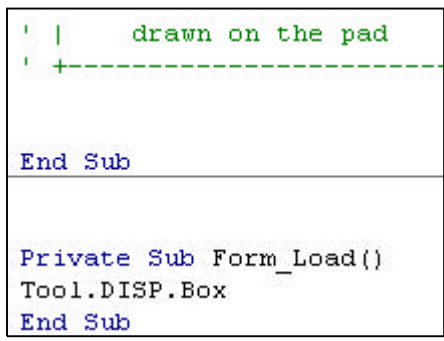 ' |     drawn on the pad
' +------------------------
End Sub
Private Sub Form_Load()
Tool.DISP.Box
End Sub